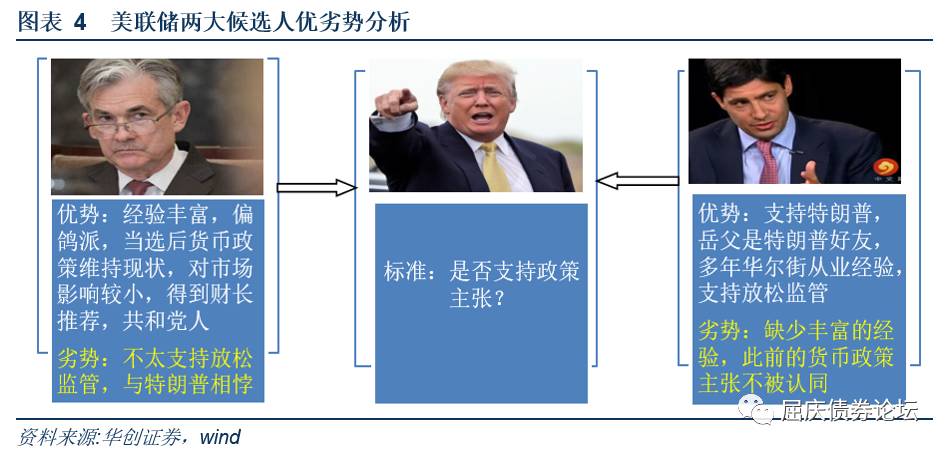 图表 4 美联储两大候选人优劣势分析
优势：经验丰富，偏
鸽派，当选后货币政
策维持现状，对市场
影响较小，得到财长
推荐，共和党人
劣势：不太支持放松
监管，与特朗普相悖
标准：是否支持政策
主张？
优势：支持特朗普，
岳父是特朗普好友，
多年华尔街从业经验，
支持放松监管
劣势：缺少丰富的经
验，此前的货币政策
主张不被认同
屈庆债券论坛
资料来源:华创证券，wind